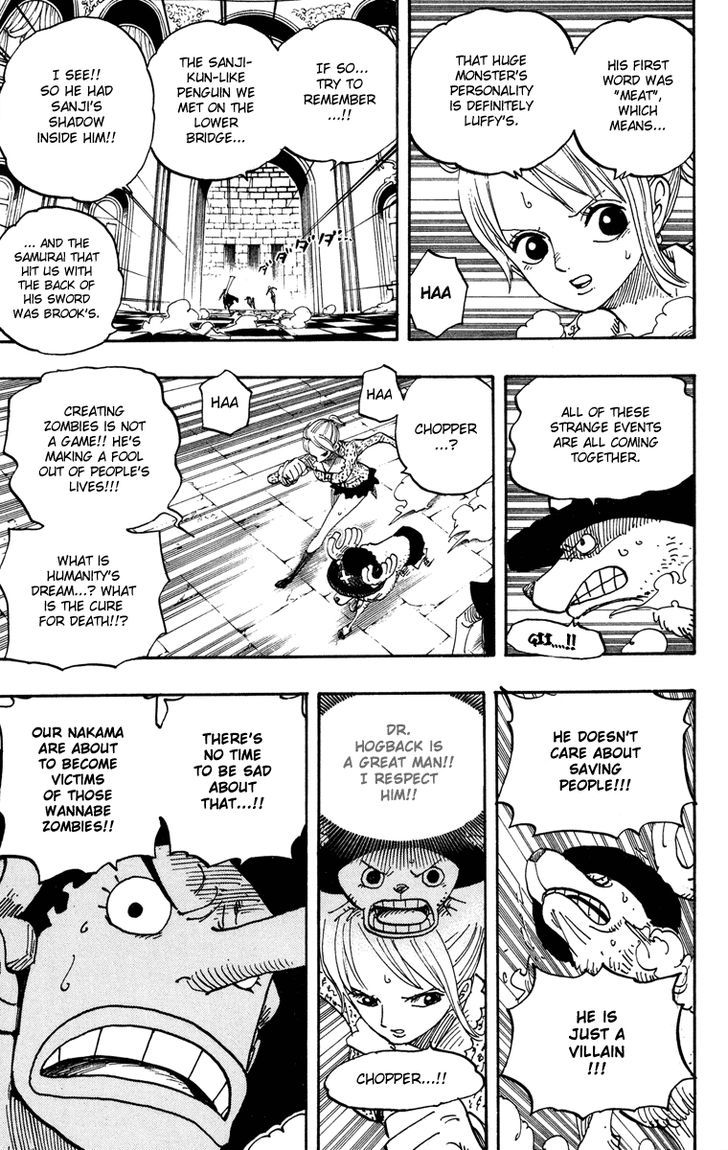 HIS FIRST
WORD WAS
"MEAT",
WHICH
MEANS...
THAT HUGE
MONSTER'S
PERSONALITY
IS DEFINITELY
LUFFY'S.
HAA
IF SO...
TRY TO
REMEMBER
...!!
THE
SANJI-
KUN-LIKE
PENGUIN WE
MET ON THE
LOWER
BRIDGE...
I SEE!!
SO HE HAD
SANJI'S
SHADOW
INSIDE HIM!!
ダダダダ...
... AND THE
SAMURAI THAT
HIT US WITH
THE BACK OF
HIS SWORD
WAS BROOK'S.
ALL OF THESE
STRANGE EVENTS
ARE ALL COMING
TOGETHER.
GII...!!
CHOPPER
...?
HAA
HAA
CREATING
ZOMBIES IS NOT
A GAME!! HE'S
MAKING A FOOL
OUT OF PEOPLE'S
LIVES!!!
WHAT IS
HUMANITY'S
DREAM...? WHAT
IS THE CURE
FOR DEATH!!?
HE DOESN'T
CARE ABOUT
SAVING
PEOPLE!!!
HE IS
JUST A
VILLAIN
!!!
DR.
HOGBACK IS
A GREAT MAN!!
I RESPECT
HIM!!
CHOPPER...!!
THERE'S
NO TIME
TO BE SAD
ABOUT
THAT...!!
OUR NAKAMA
ARE ABOUT
TO BECOME
VICTIMS
OF THOSE
WANNABE
ZOMBIES!!